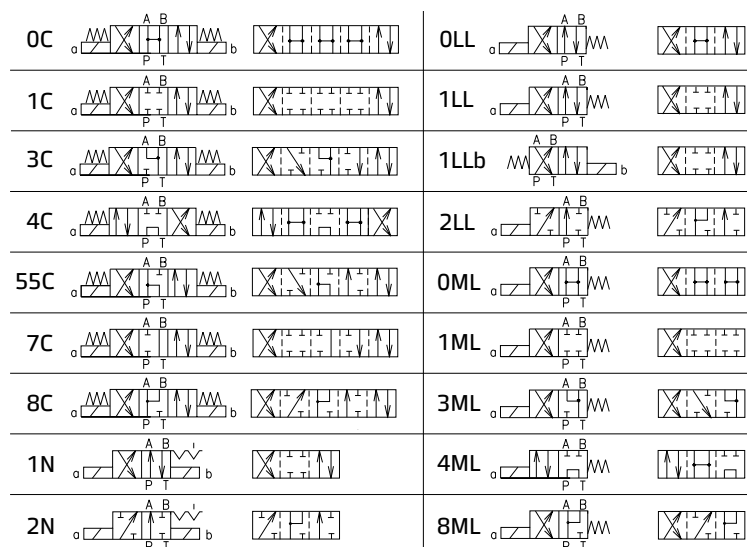 A B
0C a b
P T
A B
1C a b
P T
A B
3C a b
P T
A B
4C a b
P T
A B
55C a b
P T
A B
7C a b
P T
A B
8C a b
P T
A B
1N a b
P T
A B
2N a b
P T
A B
0LL a
P T
A B
1LL a
P T
A B
1LLb b
P T
A B
2LL a
P T
A B
0ML a
P T
A B
1ML a
P T
A B
3ML a
P T
A B
4ML a
P T
A B
8ML a
P T